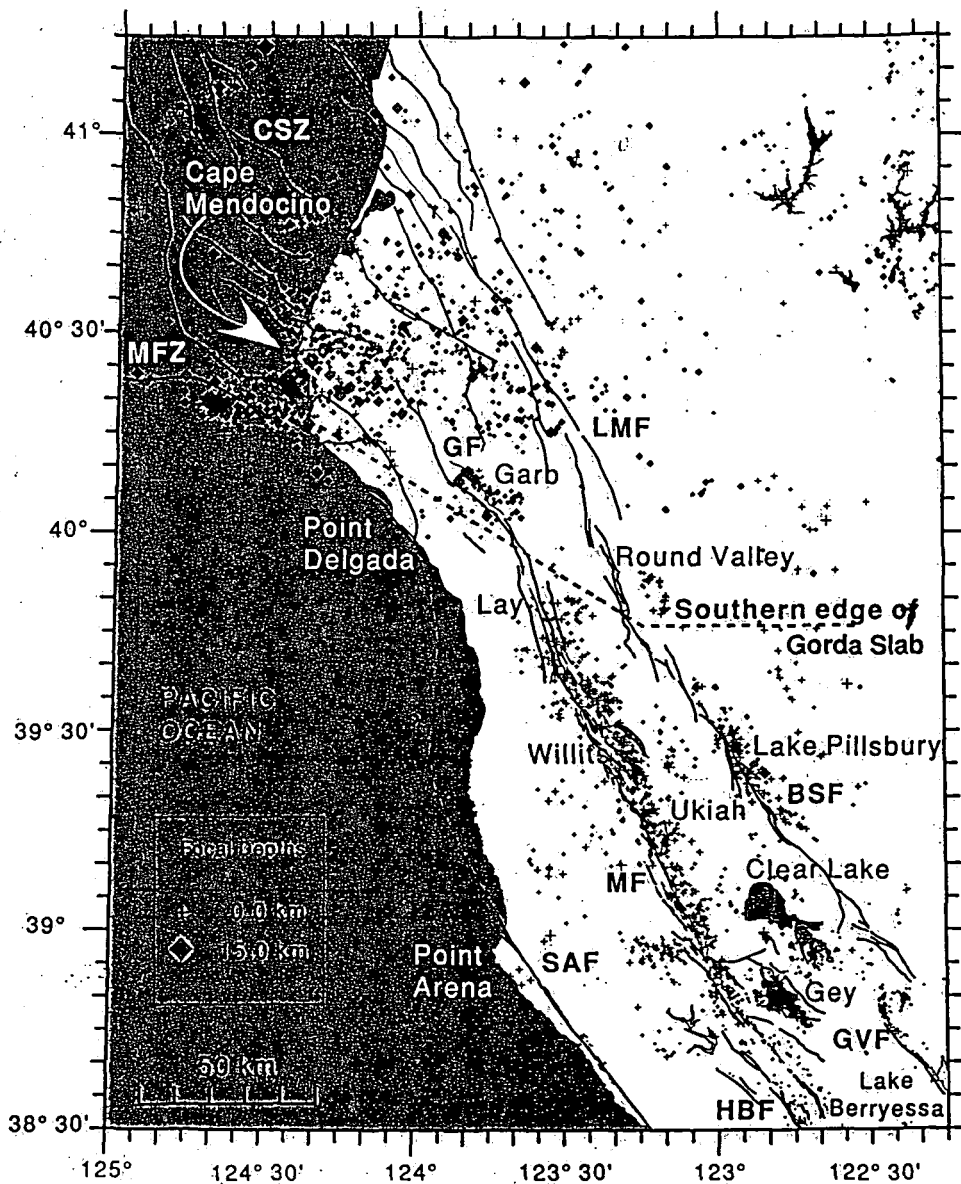 41°
CSZ
Cape
Mendocino
40° 30'
MFZ
LMF
GF
Garb
40°
Point
Delgada
Round Valley
Lay
Southern edge of
Gorda Slab
PACIFIC
OCEAN
39° 30'
Willits
Lake Pillsbury
BSF
Ukiah
Focal Depths
+ 0.0 km
15.0 km
MF
Clear Lake
39°
Point
Arena
SAF
Gey
GVF
50 km
Lake
Berryessa
HBF
38° 30'
125°
124° 30'
124°
123° 30'
123°
122° 30'